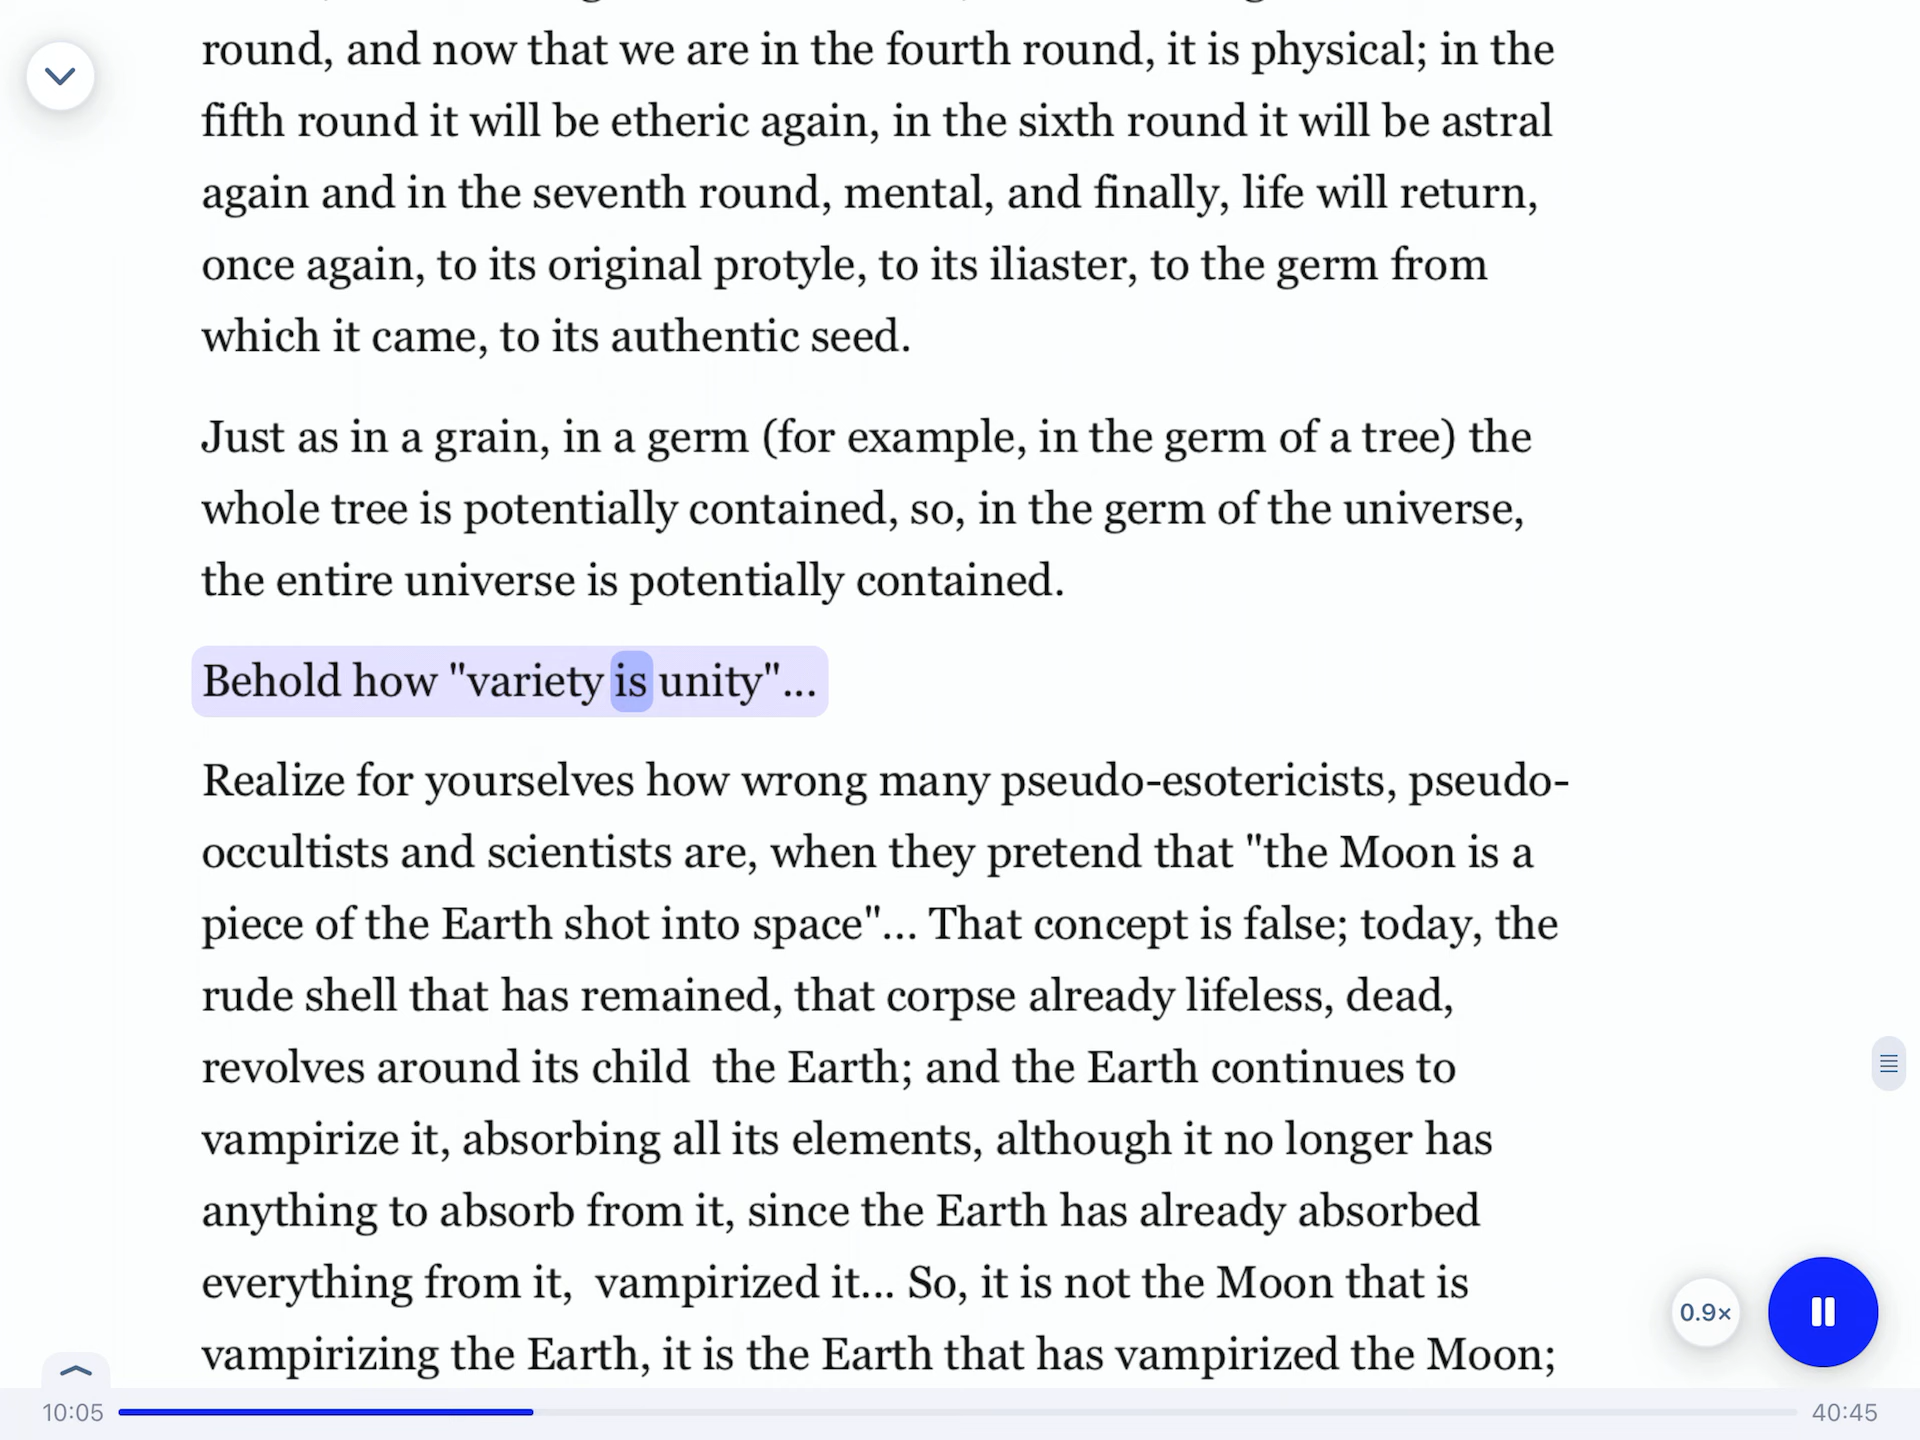 round, and now that we are in the fourth round, it is physical; in the
fifth round it will be etheric again, in the sixth round it will be astral
again and in the seventh round, mental, and finally, life will return,
once again, to its original protyle, to its iliaster, to the germ from
which it came, to its authentic seed.
Just as in a grain, in a germ (for example, in the germ of a tree) the
whole tree is potentially contained, so, in the germ of the universe,
the entire universe is potentially contained.
Behold how "variety is unity"...
Realize for yourselves how wrong many pseudo-esotericists, pseudo-
occultists and scientists are, when they pretend that "the Moon is a
piece of the Earth shot into space"... That concept is false; today, the
rude shell that has remained, that corpse already lifeless, dead,
revolves around its child  the Earth; and the Earth continues to
vampirize it, absorbing all its elements, although it no longer has
anything to absorb from it, since the Earth has already absorbed
everything from it,  vampirized it... So, it is not the Moon that is
0.9×
vampirizing the Earth, it is the Earth that has vampirized the Moon;
10:05
40:45